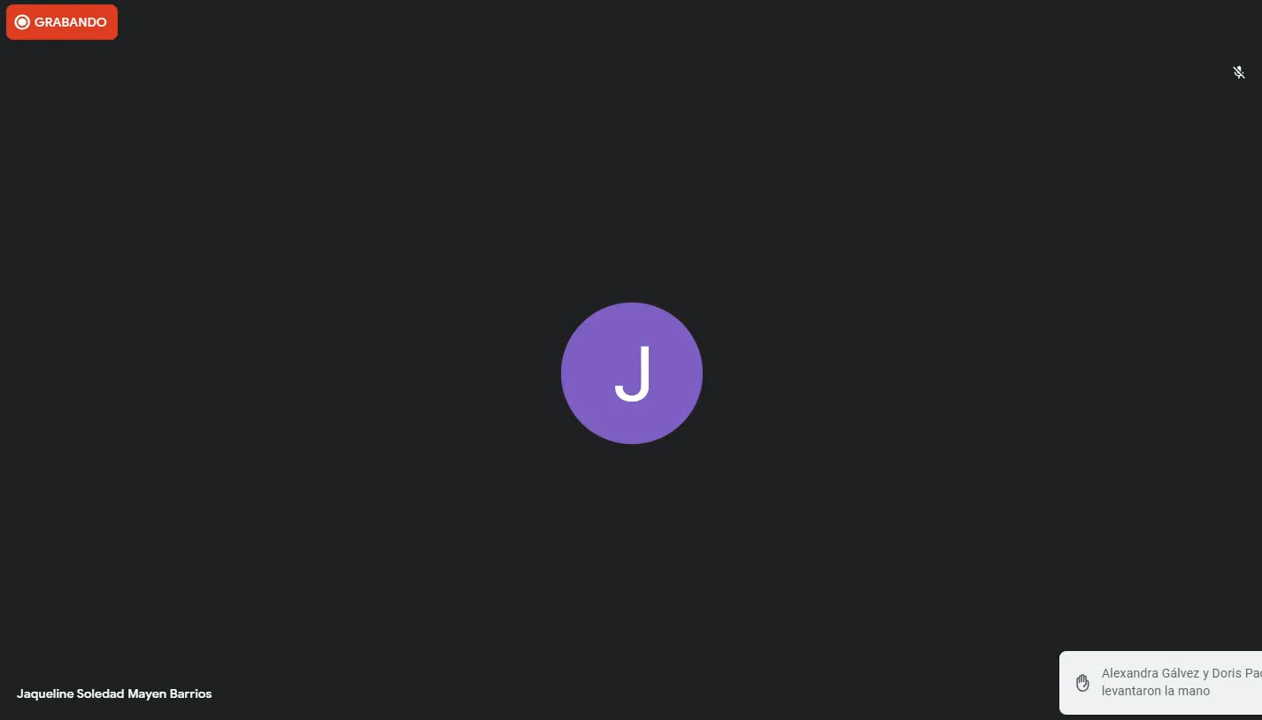 GRABANDO
J
Jaqueline Soledad Mayen Barrios
Alexandra Gálvez y Doris
levantaron la mano